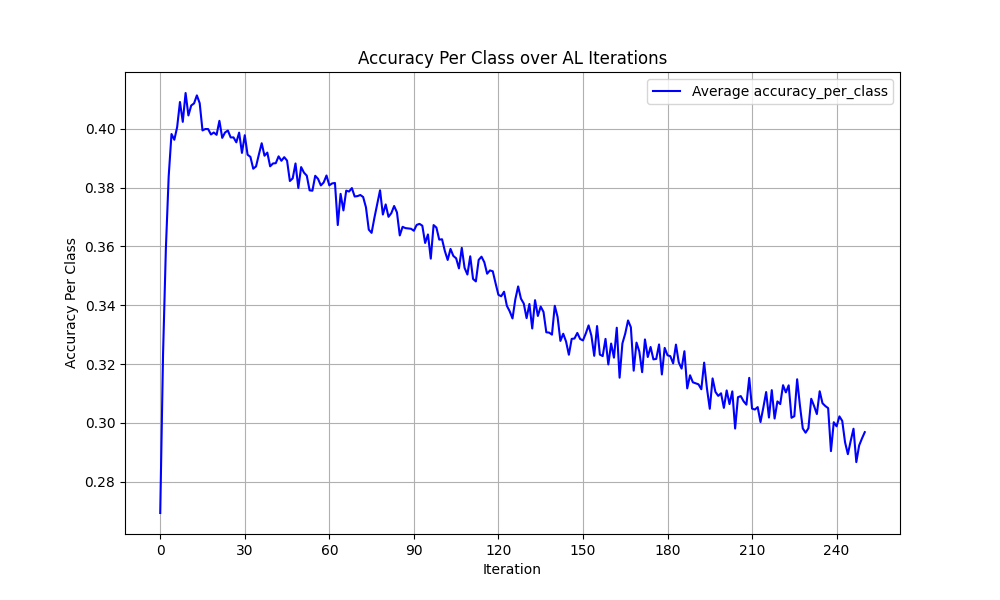 Accuracy Per Class over AL Iterations
Average accuracy_per_class
Accuracy Per Class
0.40
0.38
0.36
0.34
0.32
0.30
0.28
0 30 60 90 120 150 180 210 240
Iteration